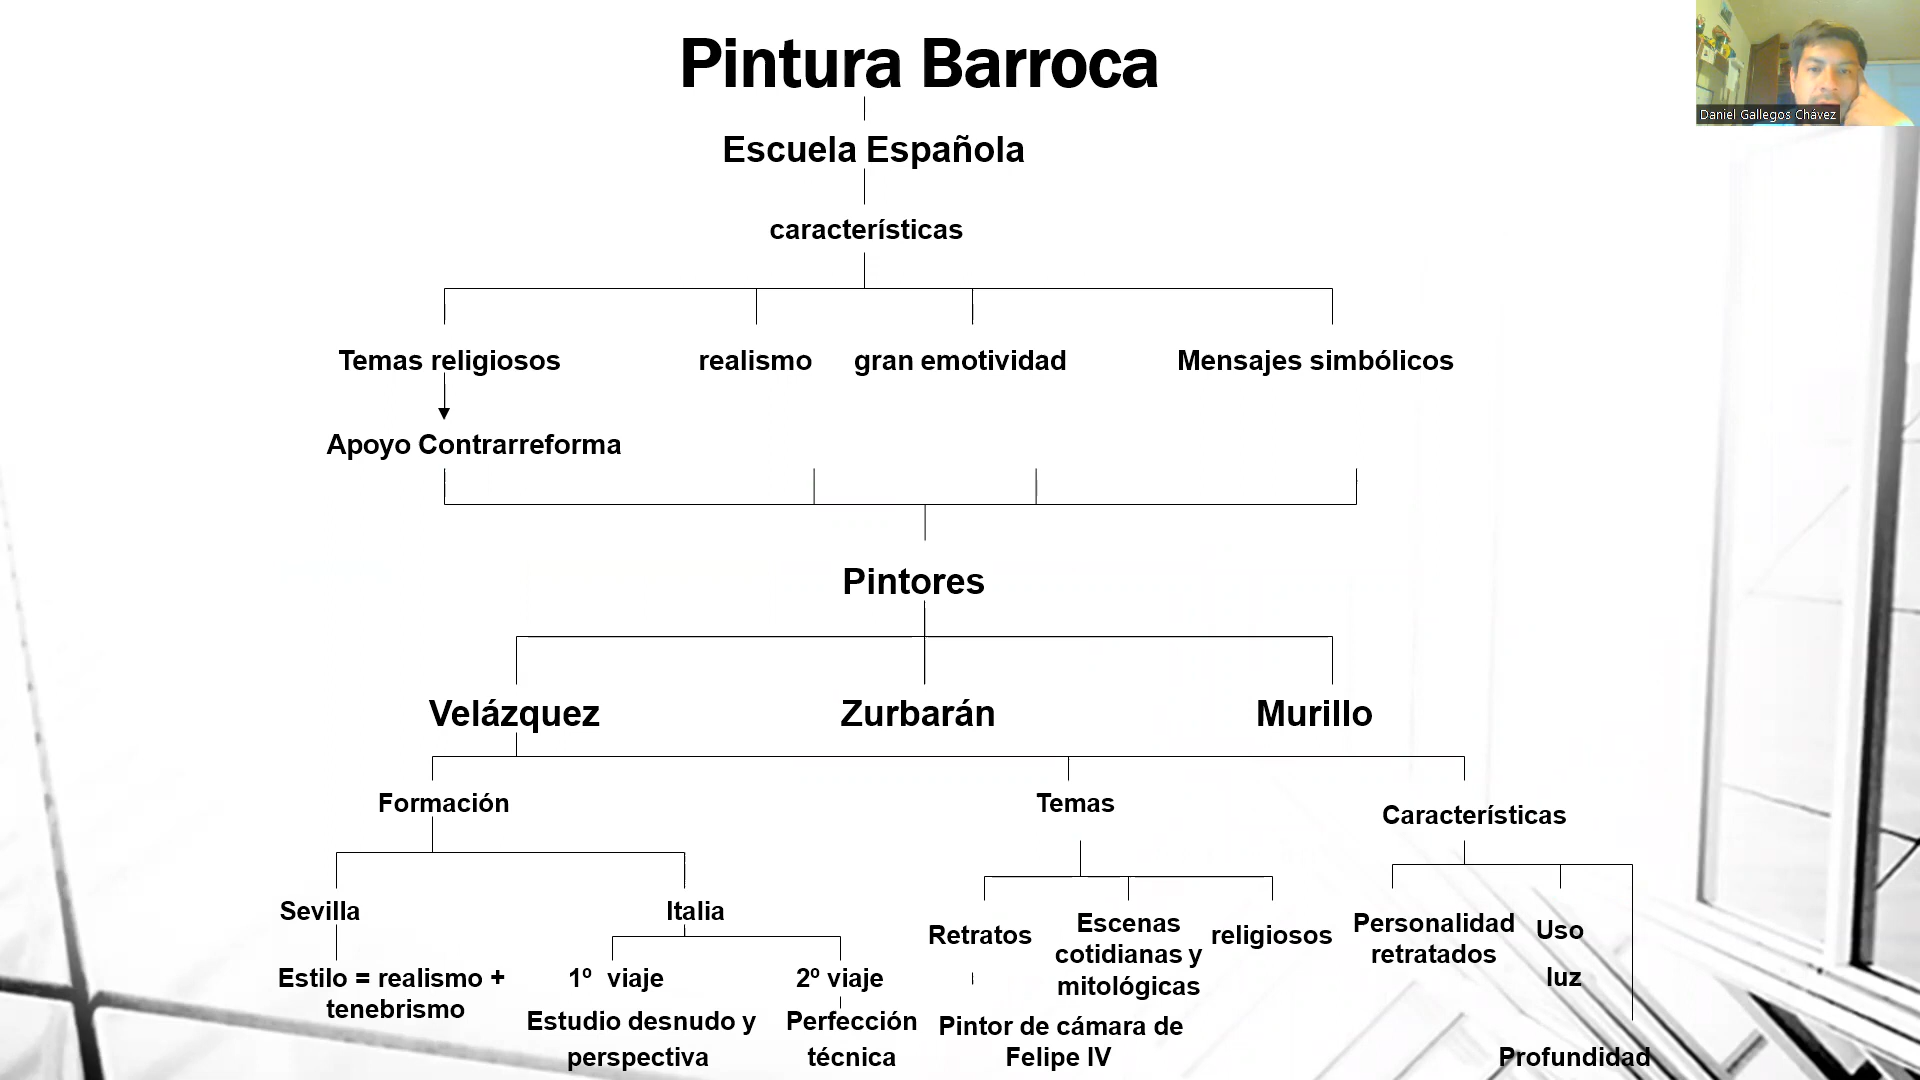 Pintura Barroca
Daniel Gallegos Chávez
Escuela Española
características
Temas religiosos
realismo
gran emotividad
Mensajes simbólicos
Apoyo Contrarreforma
Pintores
Velázquez
Zurbarán
Murillo
Formación
Temas
Características
Sevilla
Italia
Retratos
Escenas
cotidianas y
mitológicas
religiosos
Personalidad
retratados
Uso
luz
Estilo = realismo +
tenebrismo
1º viaje
2º viaje
Estudio desnudo y
perspectiva
Perfección
técnica
Pintor de cámara de
Felipe IV
Profundidad